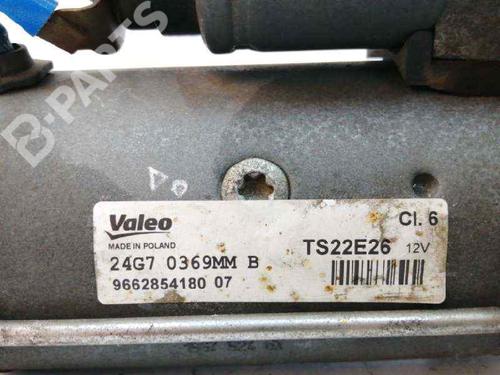 B-PARTS
Valeo
MADE IN POLAND
Cl. 6
TS22E26 12V
24G7 0369MM B
9662854180 07